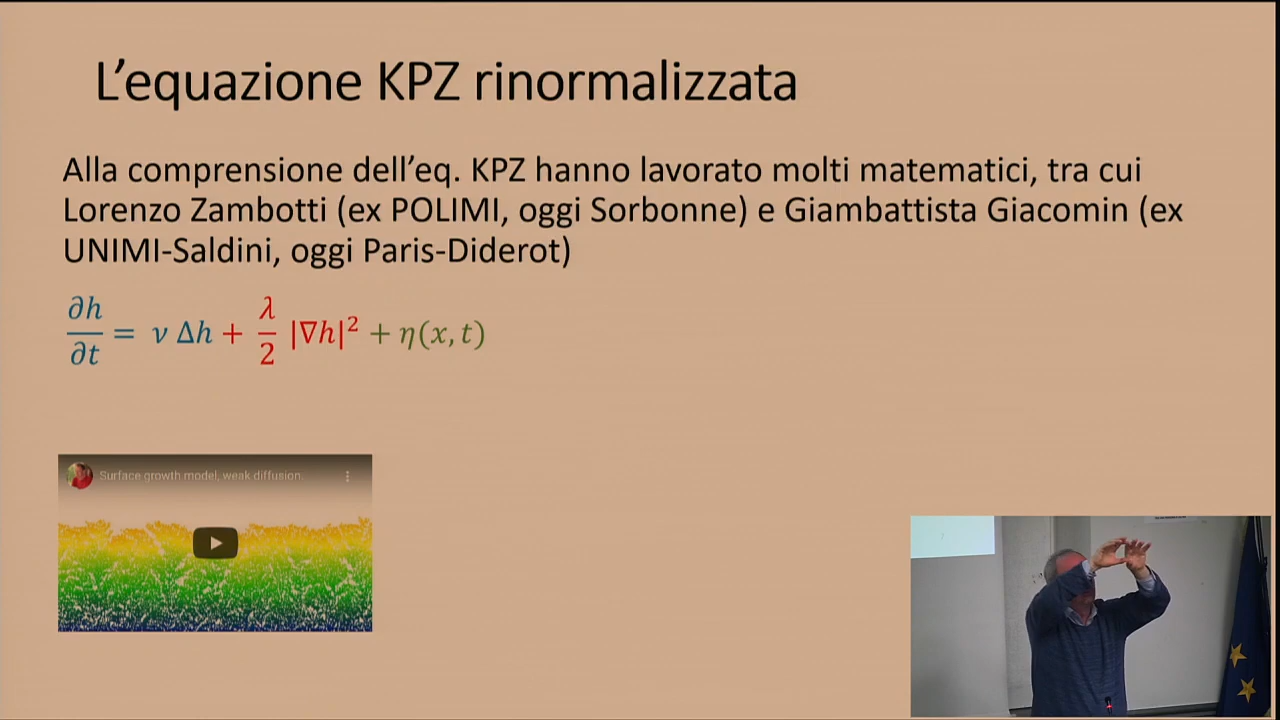 L'equazione KPZ rinormalizzata
Alla comprensione dell'eq. KPZ hanno lavorato molti matematici, tra cui
Lorenzo Zambotti (ex POLIMI, oggi Sorbonne) e Giambattista Giacomin (ex
UNIMI-Saldini, oggi Paris-Diderot)
∂h/∂t = ν Δh + λ/2 |∇h|² + η(x, t)
Surface growth model, weak diffusion.